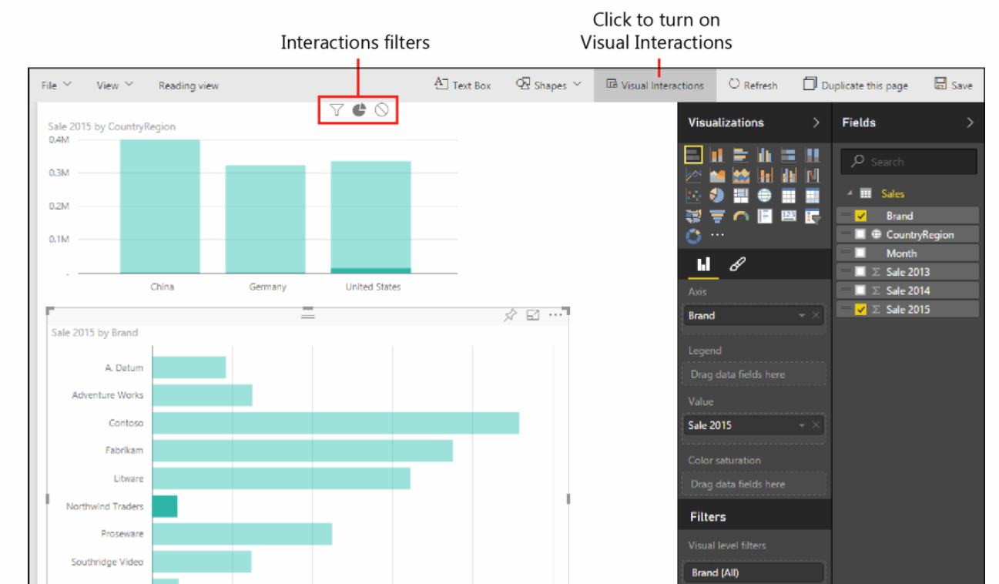 Click to turn on
Interactions filters
Visual Interactions
File
View
Reading view
Text Box
Shapes
Visual Interactions
Refresh
Duplicate this page
Save
Sale 2015 by CountryRegion
0.4M
0.3M
0.2M
0.1M
-
China
Germany
United States
Sale 2015 by Brand
A. Datum
Adventure Works
Contoso
Fabrikam
Litware
Northwind Traders
Proseware
Southridge Video
Visualizations
123
Axis
Brand
Legend
Drag data fields here
Value
Sale 2015
Color saturation
Drag data fields here
Filters
Visual level filters
Brand (All)
Fields
Search
Sales
Brand
CountryRegion
Month
Σ Sale 2013
Σ Sale 2014
Σ Sale 2015